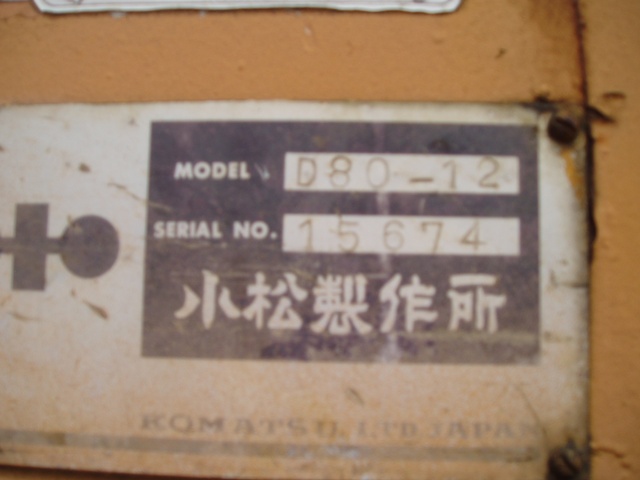 MODEL D80-12
SERIAL NO. 15674
小松製作所
KOMATSU, LTD JAPAN